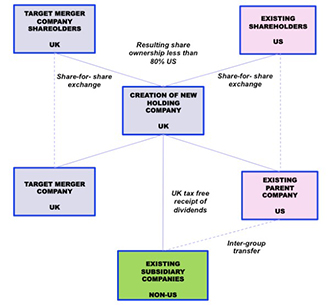 TARGET MERGER
COMPANY
SHAREOLDERS
UK
Resulting share
ownership less than
80% US
EXISTING
SHAREHOLDERS
US
Share-for- share
exchange
Share-for- share
exchange
CREATION OF NEW
HOLDING
COMPANY
UK
TARGET MERGER
COMPANY
UK
UK tax free
receipt of
dividends
EXISTING
PARENT
COMPANY
US
Inter-group
transfer
EXISTING
SUBSIDIARY
COMPANIES
NON-US